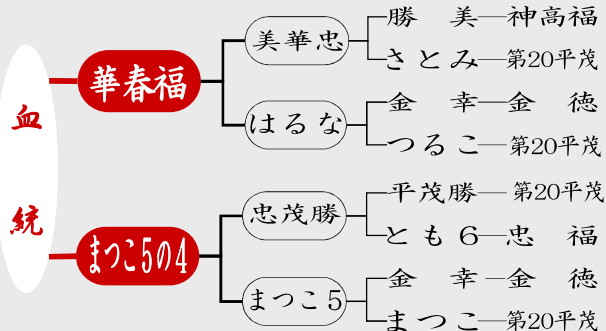 血統
華春福
美華忠
勝美 神高福
さとみ 第20平茂
はるな
金幸 金徳
つるこ 第20平茂
まつこ5の4
忠茂勝
平茂勝 第20平茂
とも6 忠福
まつこ5
金幸 金徳
まつこ 第20平茂